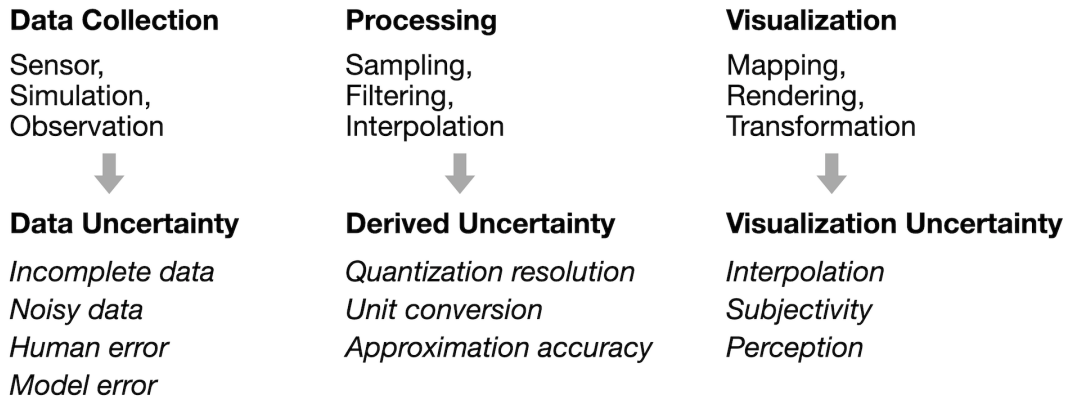 Data Collection
Sensor,
Simulation,
Observation
Data Uncertainty
Incomplete data
Noisy data
Human error
Model error
Processing
Sampling,
Filtering,
Interpolation
Derived Uncertainty
Quantization resolution
Unit conversion
Approximation accuracy
Visualization
Mapping,
Rendering,
Transformation
Visualization Uncertainty
Interpolation
Subjectivity
Perception